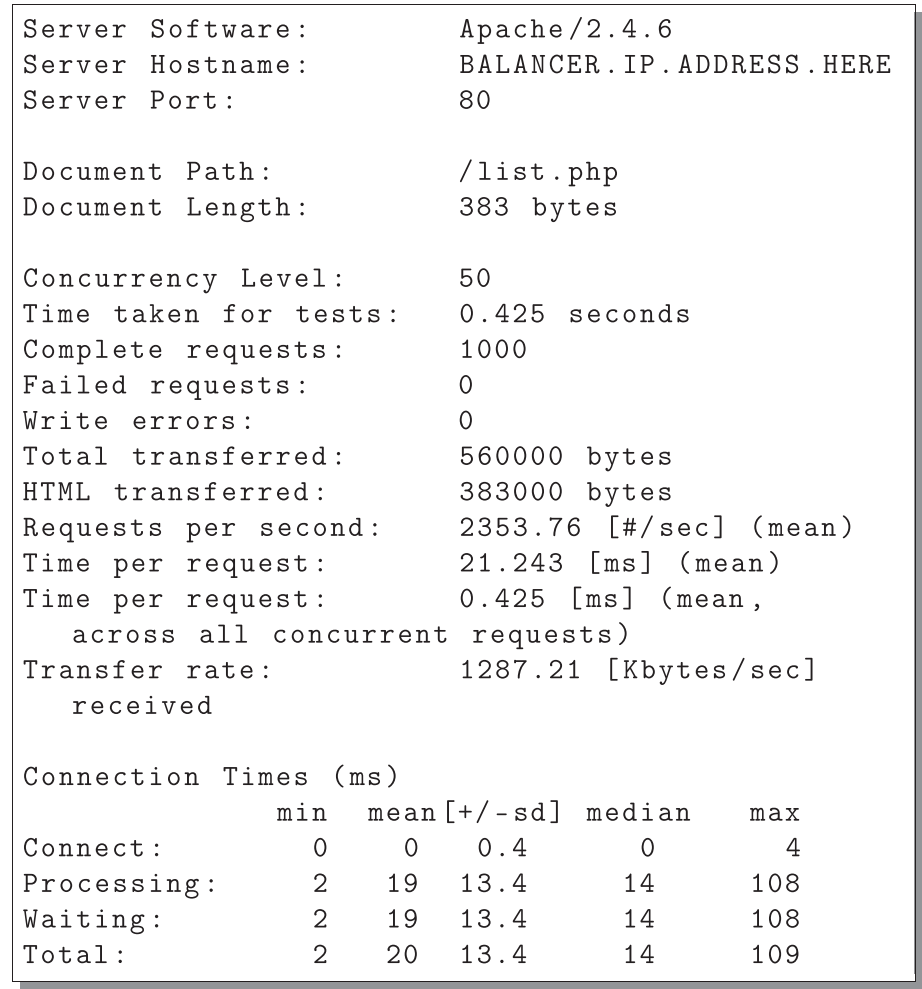 Server Software: Apache/2.4.6
Server Hostname: BALANCER.IP.ADDRESS.HERE
Server Port: 80
Document Path: /list.php
Document Length: 383 bytes
Concurrency Level: 50
Time taken for tests: 0.425 seconds
Complete requests: 1000
Failed requests: 0
Write errors: 0
Total transferred: 560000 bytes
HTML transferred: 383000 bytes
Requests per second: 2353.76 [#/sec] (mean)
Time per request: 21.243 [ms] (mean)
Time per request: 0.425 [ms] (mean,
across all concurrent requests)
Transfer rate: 1287.21 [Kbytes/sec]
received
Connection Times (ms)
min mean[+/-sd] median max
Connect: 0 0 0.4 0 4
Processing: 2 19 13.4 14 108
Waiting: 2 19 13.4 14 108
Total: 2 20 13.4 14 109